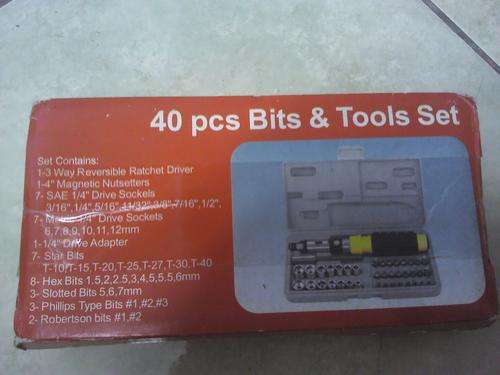 40 pcs Bits & Tools Set
Set Contains:
1-3 Way Reversible Ratchet Driver
1-4" Magnetic Nutsetters
7- SAE 1/4" Drive Sockets
3/16",1/4",5/16",11/32",3/8",7/16",1/2",
7- 1/4" Drive Sockets
6,7,8,9,10,11,12mm
1-1/4" Drive Adapter
7- Star Bits
T-10,T-15,T-20,T-25,T-27,T-30,T-40
8- Hex Bits 1.5,2,2.5,3,4,5,5.5,6mm
3- Slotted Bits 5,6,7mm
3- Phillips Type Bits #1,#2,#3
2- Robertson bits #1,#2